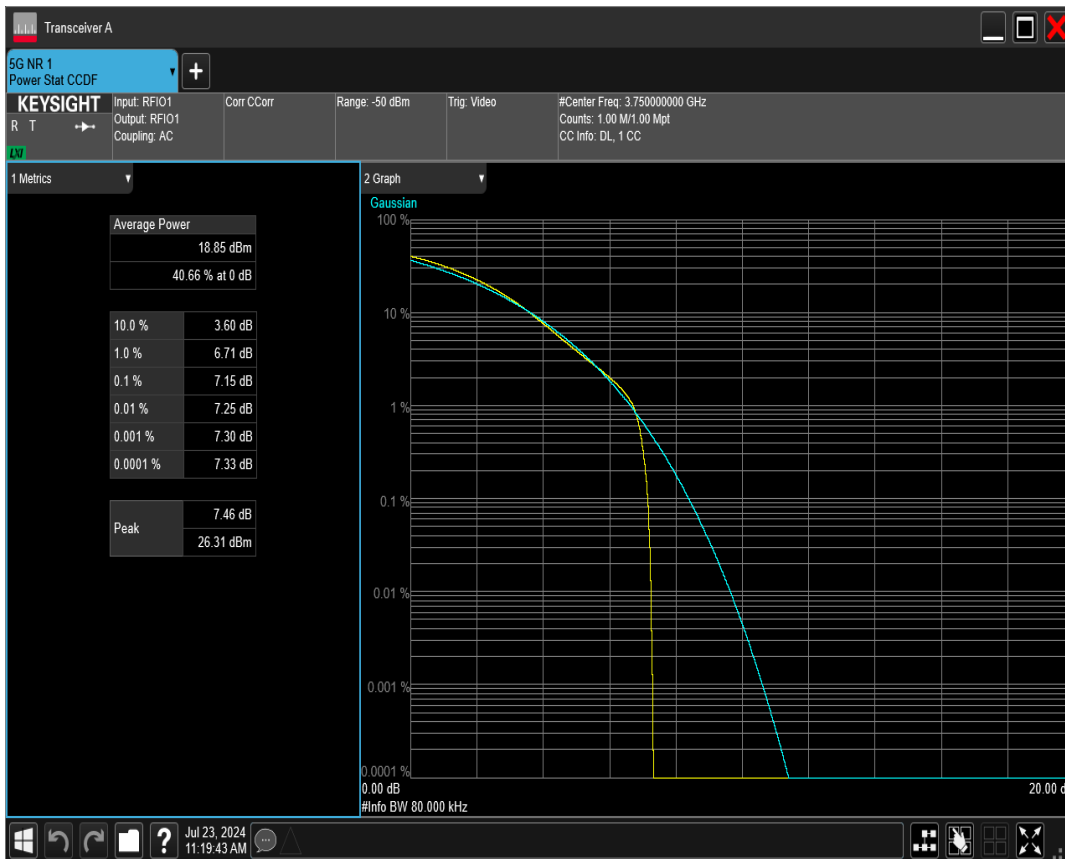 Transceiver A
5G NR 1
Power Stat CCDF
+
KEYSIGHT
R T
LXI
Input: RFIO1
Output: RFIO1
Coupling: AC
Corr CCorr
Range: -50 dBm
Trig: Video
#Center Freq: 3.750000000 GHz
Counts: 1.00 M/1.00 Mpt
CC Info: DL, 1 CC
1 Metrics
Average Power
18.85 dBm
40.66 % at 0 dB
10.0 % 3.60 dB
1.0 % 6.71 dB
0.1 % 7.15 dB
0.01 % 7.25 dB
0.001 % 7.30 dB
0.0001 % 7.33 dB
Peak 7.46 dB
26.31 dBm
2 Graph
Gaussian
100 %
10 %
1 %
0.1 %
0.01 %
0.001 %
0.0001 %
0.00 dB 20.00 d
#Info BW 80.000 kHz
?
Jul 23, 2024
11:19:43 AM